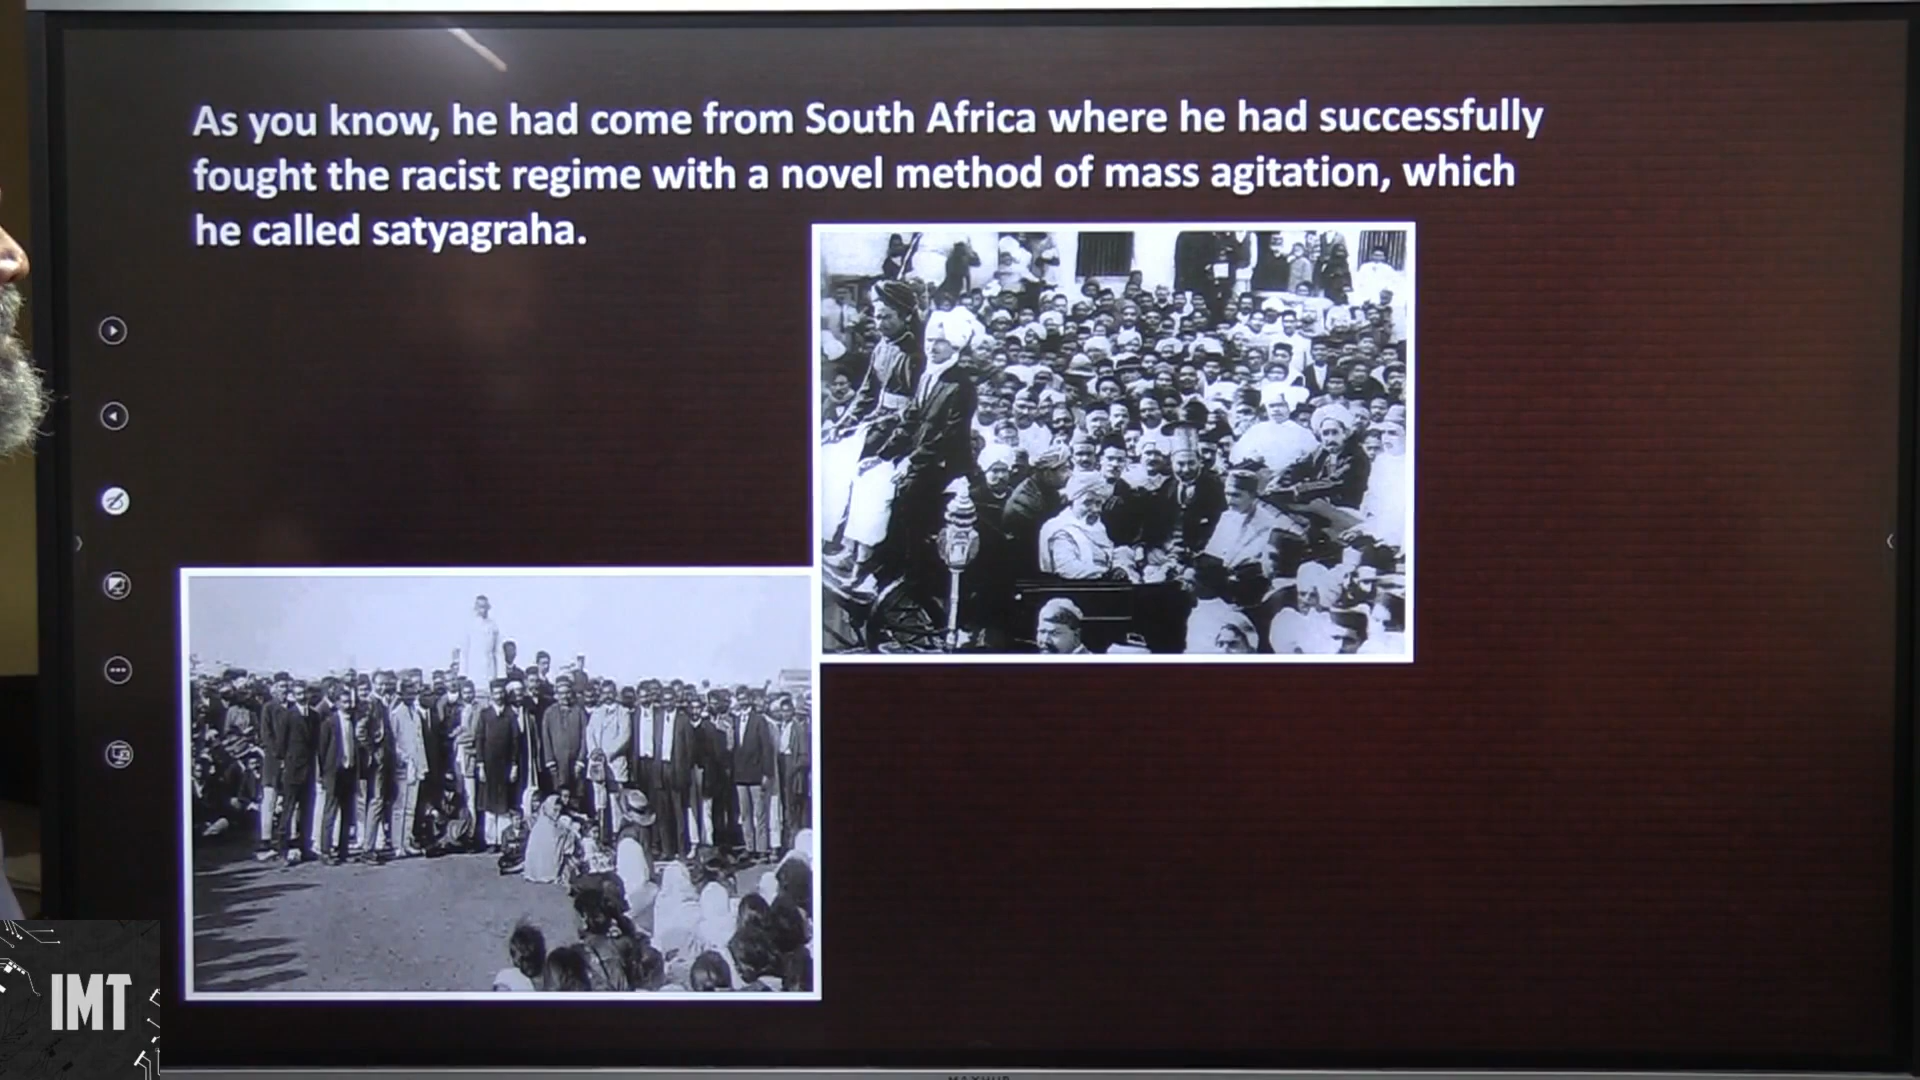 As you know, he had come from South Africa where he had successfully
fought the racist regime with a novel method of mass agitation, which
he called satyagraha.
IMT
MAXHUB